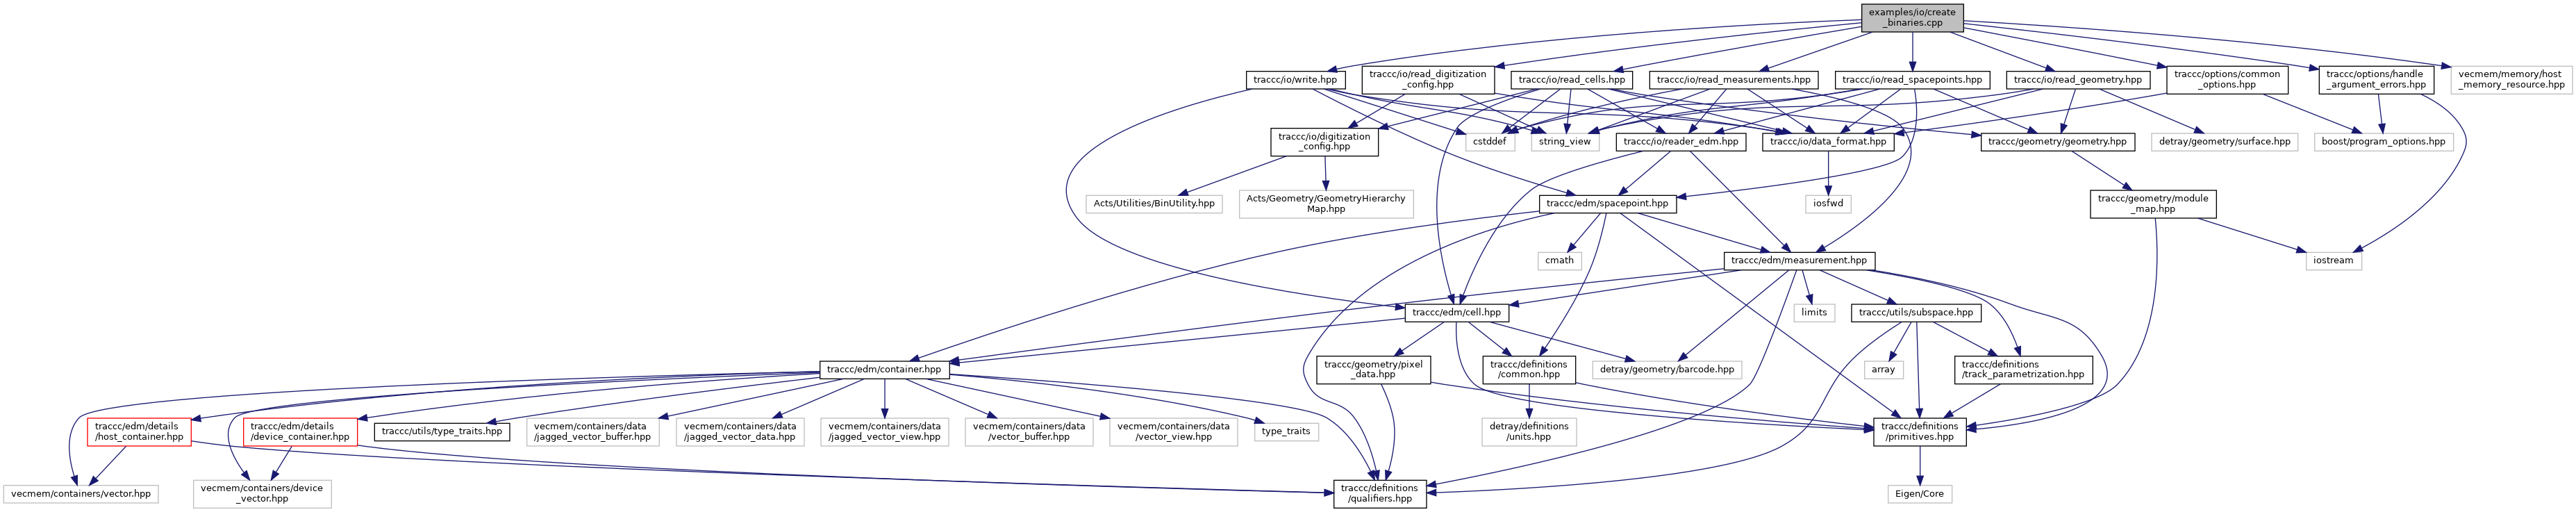 examples/io/create
_binaries.cpp
traccc/io/write.hpp
traccc/io/read_digitization
_config.hpp
traccc/io/read_cells.hpp
traccc/io/read_measurements.hpp
traccc/io/read_spacepoints.hpp
traccc/io/read_geometry.hpp
traccc/options/common
_options.hpp
traccc/options/handle
_argument_errors.hpp
vecmem/memory/host
_memory_resource.hpp
traccc/io/digitization
_config.hpp
cstddef
string_view
traccc/io/reader_edm.hpp
traccc/io/data_format.hpp
traccc/geometry/geometry.hpp
detray/geometry/surface.hpp
boost/program_options.hpp
Acts/Utilities/BinUtility.hpp
Acts/Geometry/GeometryHierarchy
Map.hpp
traccc/edm/spacepoint.hpp
iosfwd
traccc/geometry/module
_map.hpp
cmath
traccc/edm/measurement.hpp
iostream
traccc/edm/cell.hpp
limits
traccc/utils/subspace.hpp
traccc/edm/container.hpp
traccc/geometry/pixel
_data.hpp
traccc/definitions
/common.hpp
detray/geometry/barcode.hpp
array
traccc/definitions
/track_parametrization.hpp
traccc/edm/details
/host_container.hpp
traccc/edm/details
/device_container.hpp
traccc/utils/type_traits.hpp
vecmem/containers/data
/jagged_vector_buffer.hpp
vecmem/containers/data
/jagged_vector_data.hpp
vecmem/containers/data
/jagged_vector_view.hpp
vecmem/containers/data
/vector_buffer.hpp
vecmem/containers/data
/vector_view.hpp
type_traits
detray/definitions
/units.hpp
traccc/definitions
/primitives.hpp
vecmem/containers/vector.hpp
vecmem/containers/device
_vector.hpp
traccc/definitions
/qualifiers.hpp
Eigen/Core